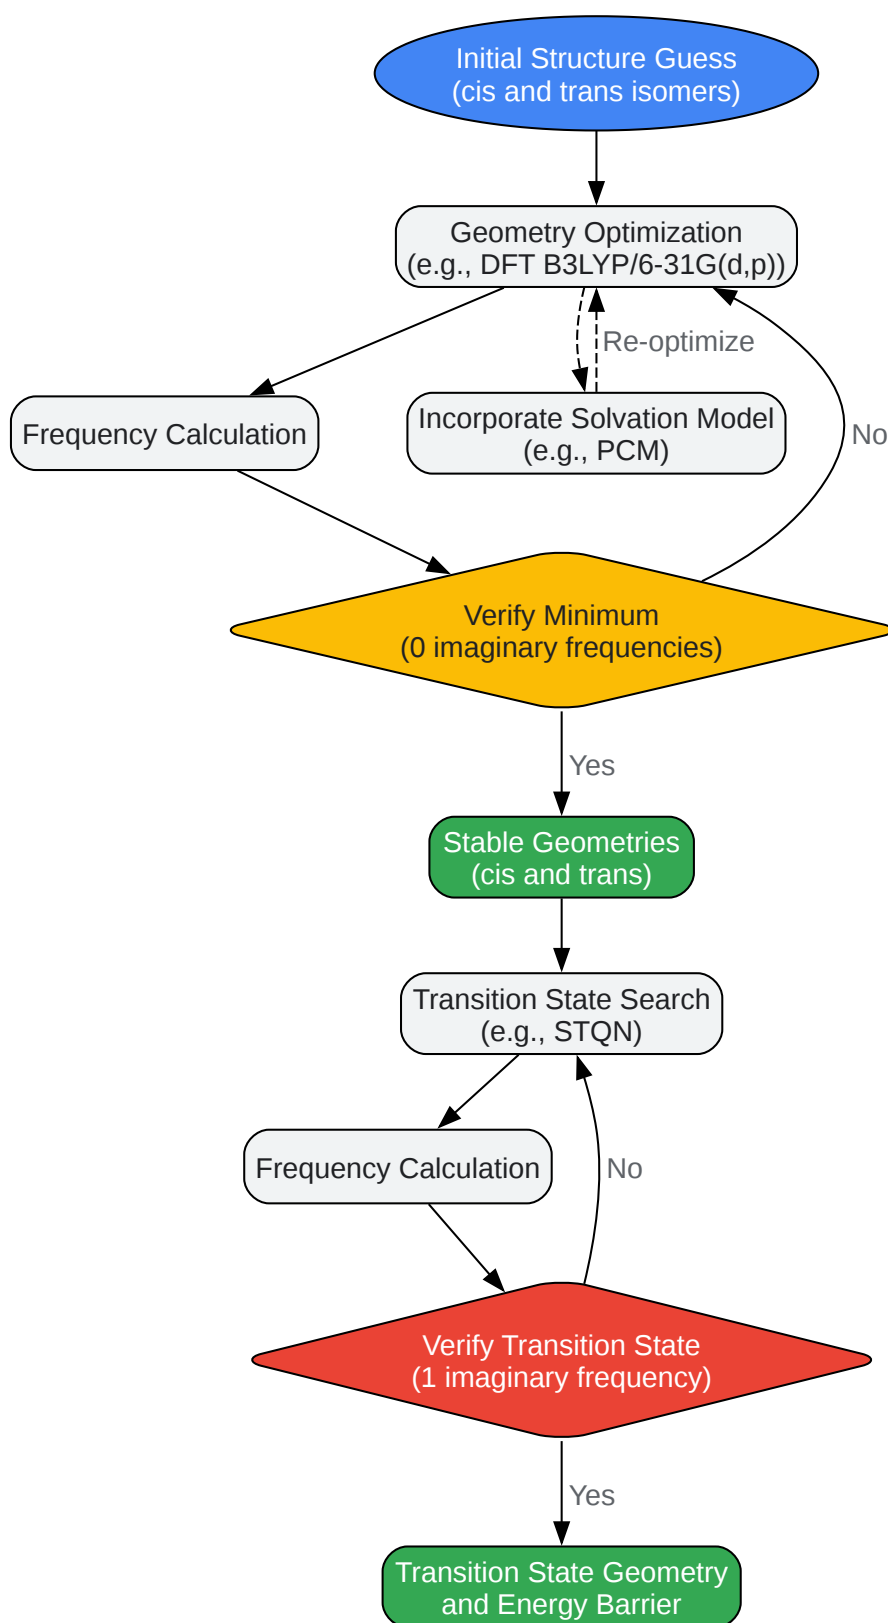 Initial Structure Guess
(cis and trans isomers)
Geometry Optimization
(e.g., DFT B3LYP/6-31G(d,p))
Re-optimize
Frequency Calculation
Incorporate Solvation Model
(e.g., PCM)
No
Verify Minimum
(0 imaginary frequencies)
Yes
Stable Geometries
(cis and trans)
Transition State Search
(e.g., STQN)
Frequency Calculation
No
Verify Transition State
(1 imaginary frequency)
Yes
Transition State Geometry
and Energy Barrier